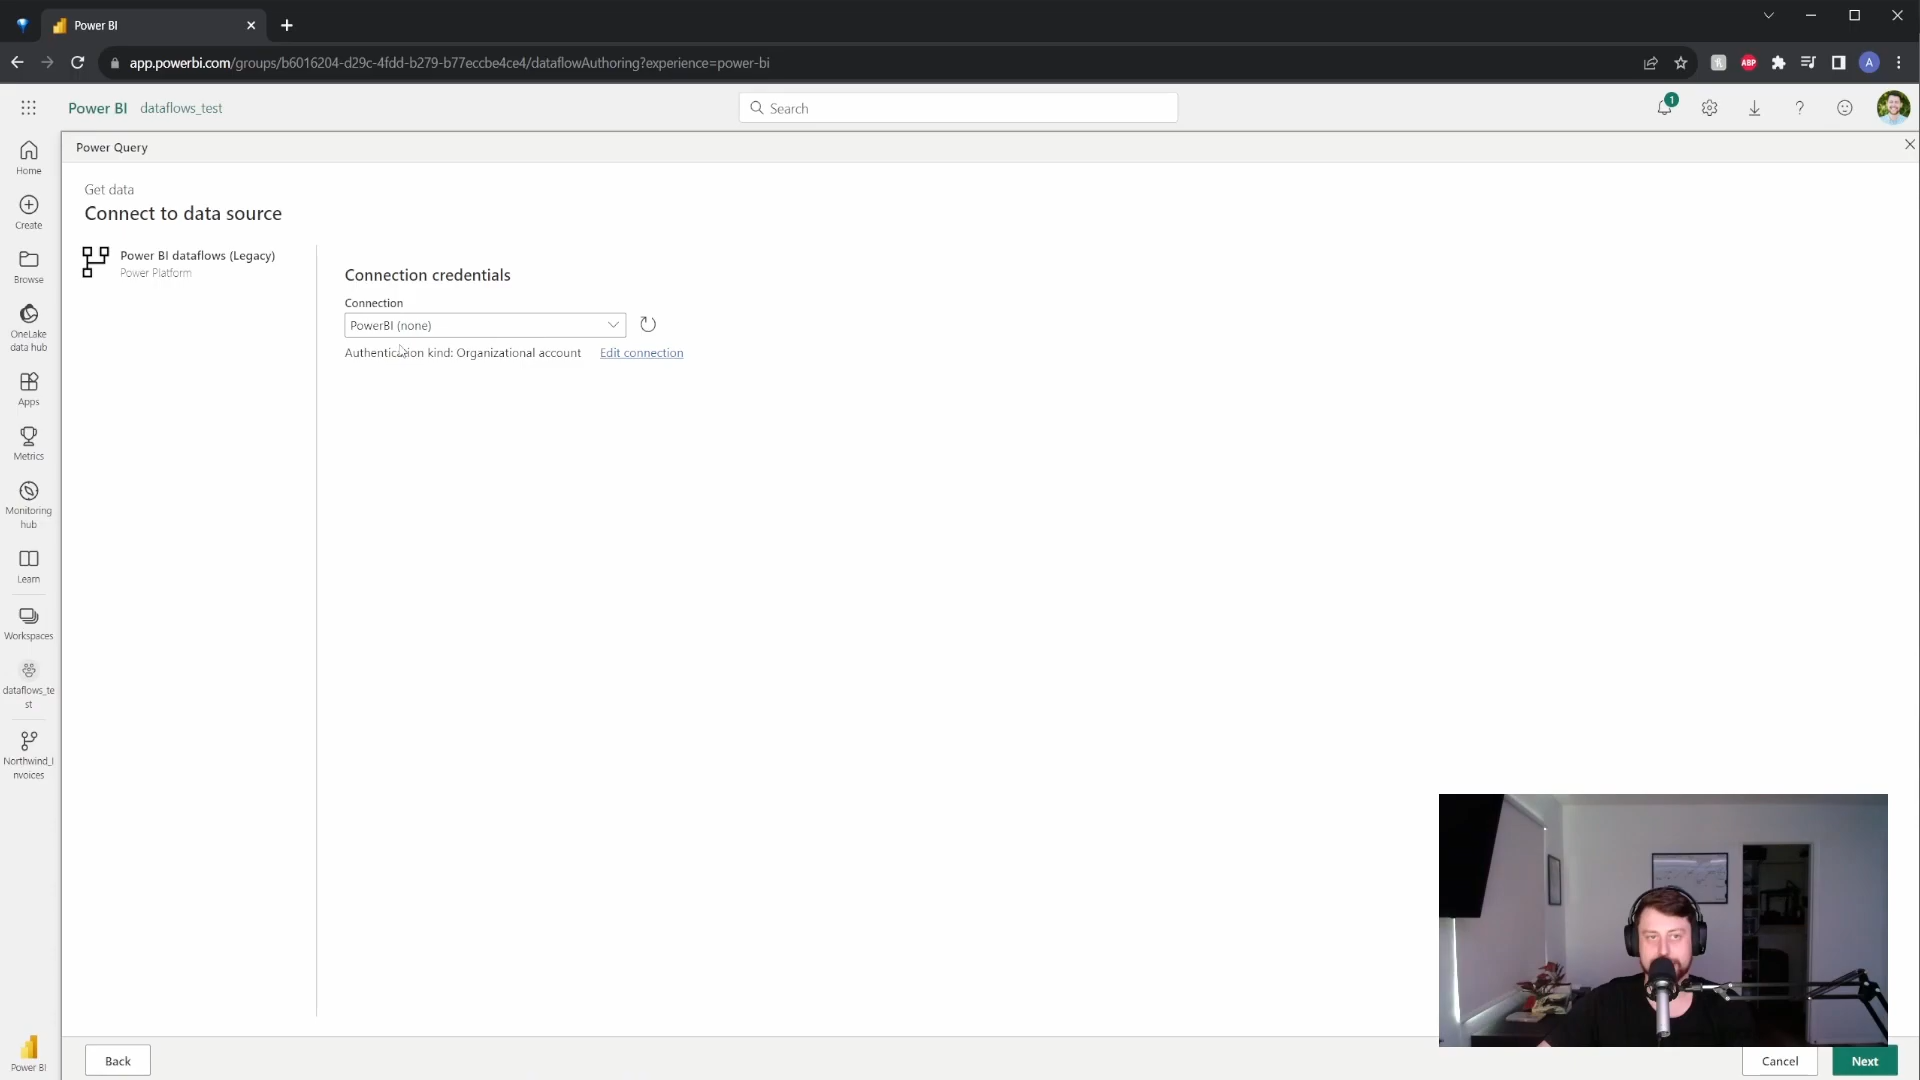 Power BI
app.powerbi.com/groups/b6016204-d29c-4fdd-b279-b77eccbe4ce4/dataflowAuthoring?experience=power-bi
ABP
A
Power BI dataflows_test
Search
1
Power Query
Home
Create
Browse
OneLake
data hub
Apps
Metrics
Monitoring
hub
Learn
Workspaces
dataflows_te
st
Northwind_I
nvoices
Power BI
Get data
Connect to data source
Power BI dataflows (Legacy)
Power Platform
Connection credentials
Connection
PowerBI (none)
Authentication kind: Organizational account Edit connection
Back
Cancel
Next